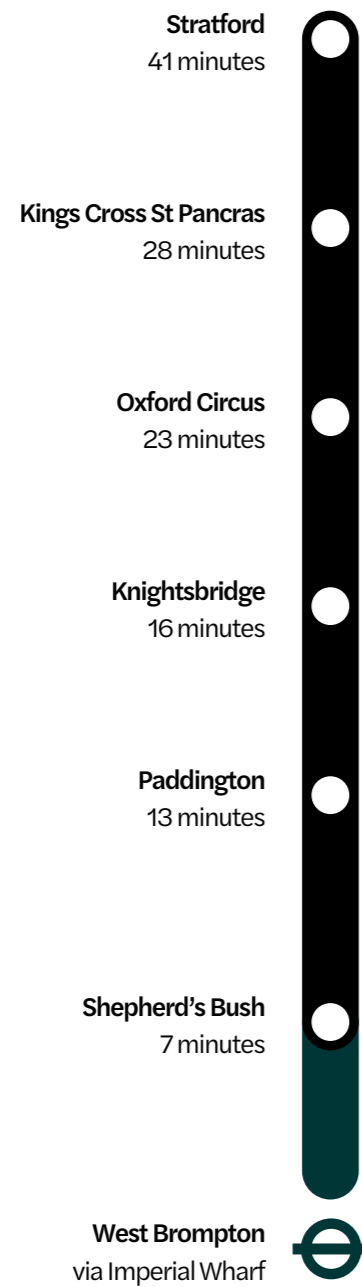 Stratford
41 minutes
Kings Cross St Pancras
28 minutes
Oxford Circus
23 minutes
Knightsbridge
16 minutes
Paddington
13 minutes
Shepherd’s Bush
7 minutes
West Brompton
via Imperial Wharf